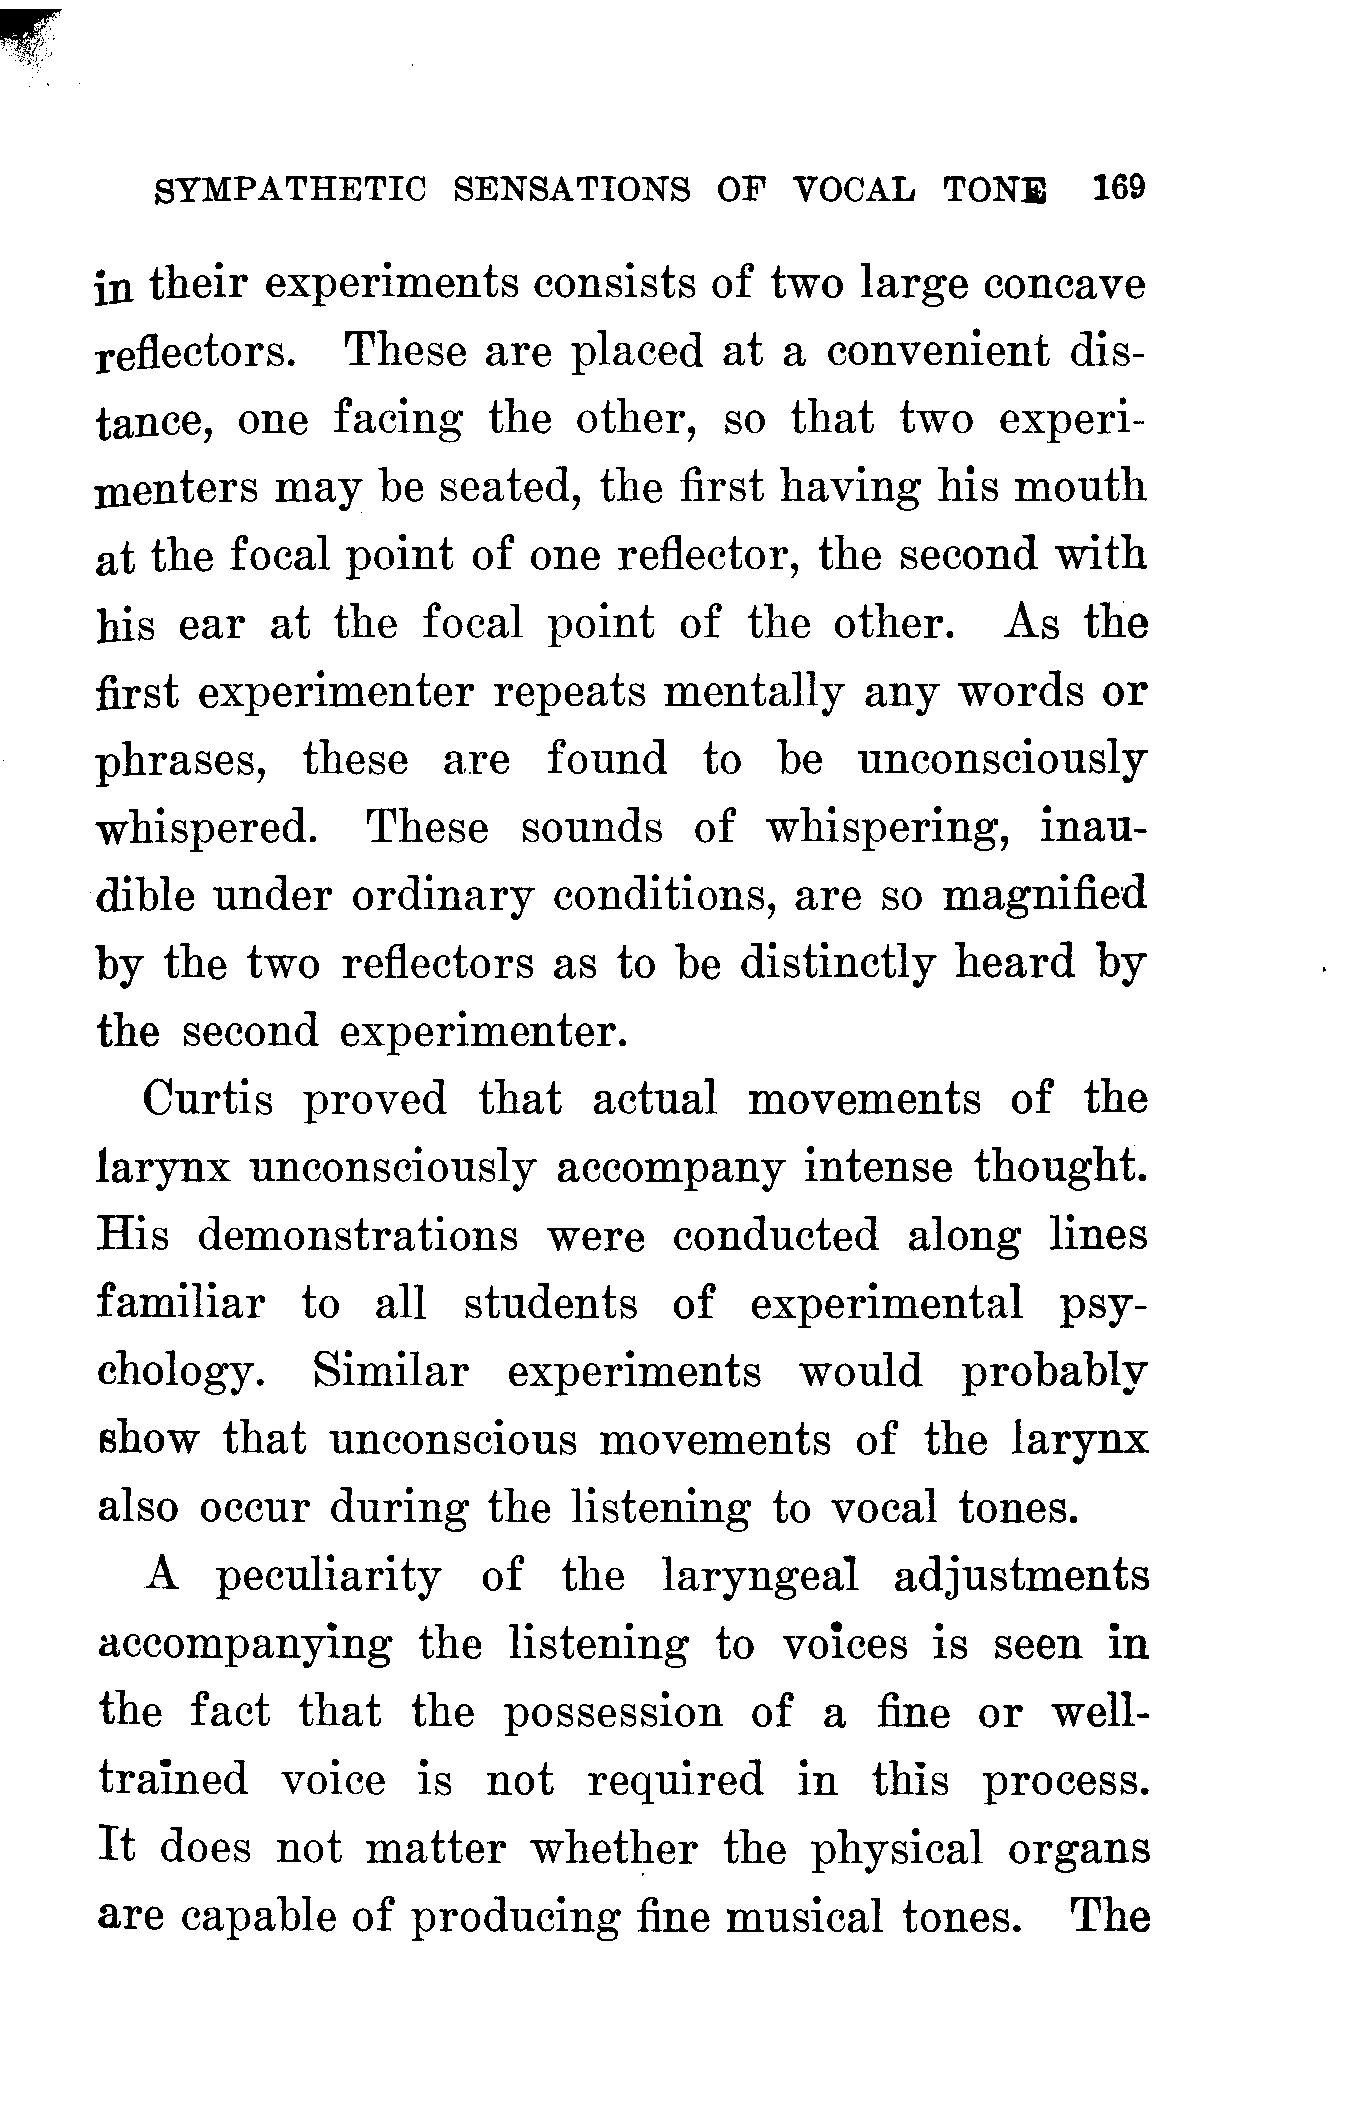 SYMPATHETIC SENSATIONS OF VOCAL TONE 169
in their experiments consists of two large concave
reflectors. These are placed at a convenient dis-
tance, one facing the other, so that two experi-
menters may be seated, the first having his mouth
at the focal point of one reflector, the second with
his ear at the focal point of the other. As the
first experimenter repeats mentally any words or
phrases, these are found to be unconsciously
whispered. These sounds of whispering, inau-
dible under ordinary conditions, are so magnified
by the two reflectors as to be distinctly heard by
the second experimenter.
Curtis proved that actual movements of the
larynx unconsciously accompany intense thought.
His demonstrations were conducted along lines
familiar to all students of experimental psy-
chology. Similar experiments would probably
show that unconscious movements of the larynx
also occur during the listening to vocal tones.
A peculiarity of the laryngeal adjustments
accompanying the listening to voices is seen in
the fact that the possession of a fine or well-
trained voice is not required in this process.
It does not matter whether the physical organs
are capable of producing fine musical tones. The